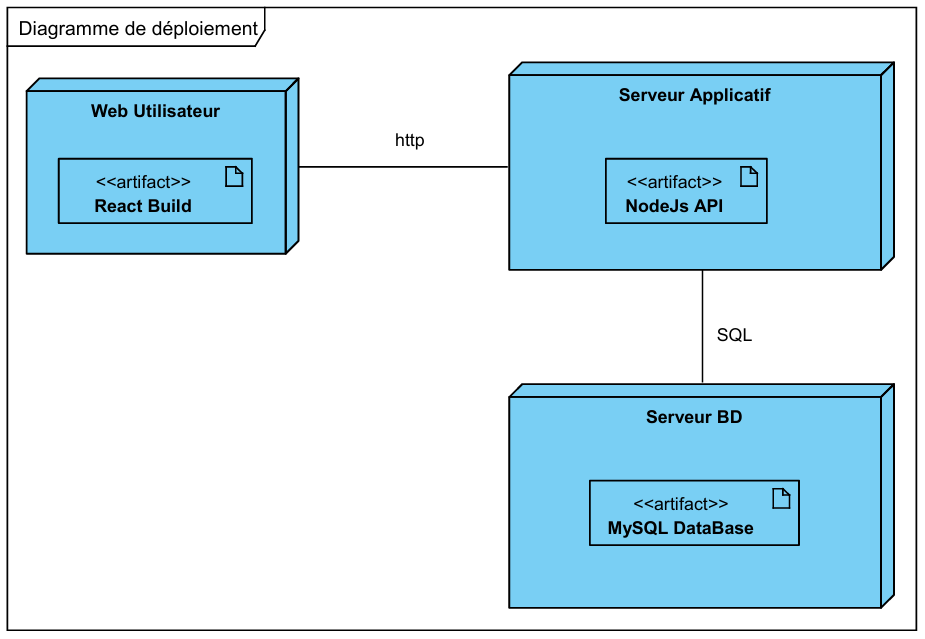 Diagramme de déploiement
Web Utilisateur
<<artifact>>
React Build
http
Serveur Applicatif
<<artifact>>
NodeJs API
SQL
Serveur BD
<<artifact>>
MySQL DataBase